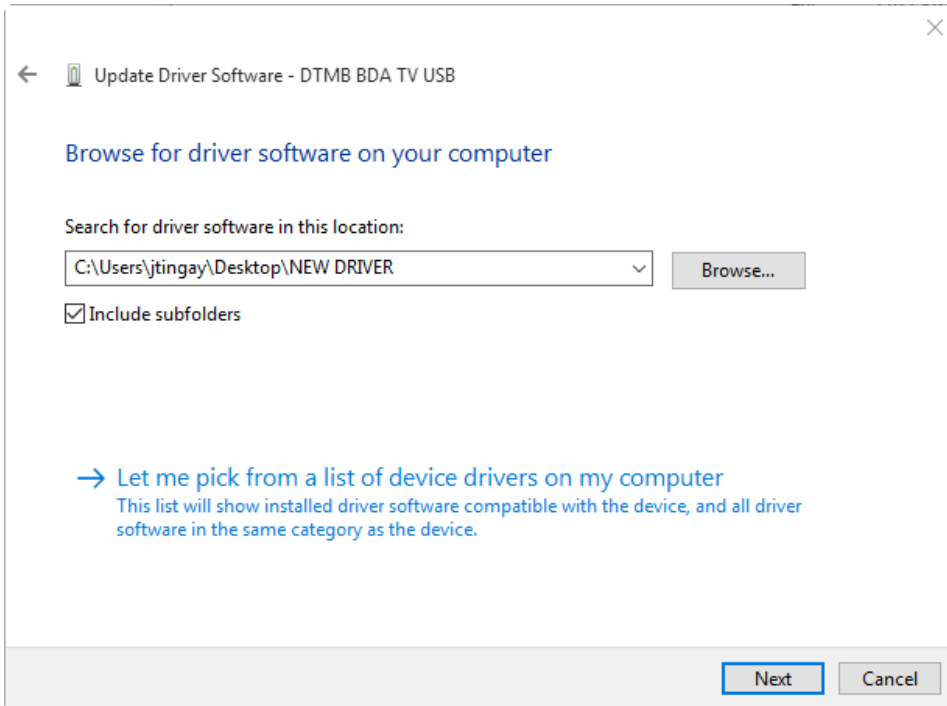 Update Driver Software - DTMB BDA TV USB
Browse for driver software on your computer
Search for driver software in this location:
C:\Users\jtingay\Desktop\NEW DRIVER
Browse...
Include subfolders
Let me pick from a list of device drivers on my computer
This list will show installed driver software compatible with the device, and all driver
software in the same category as the device.
Next
Cancel